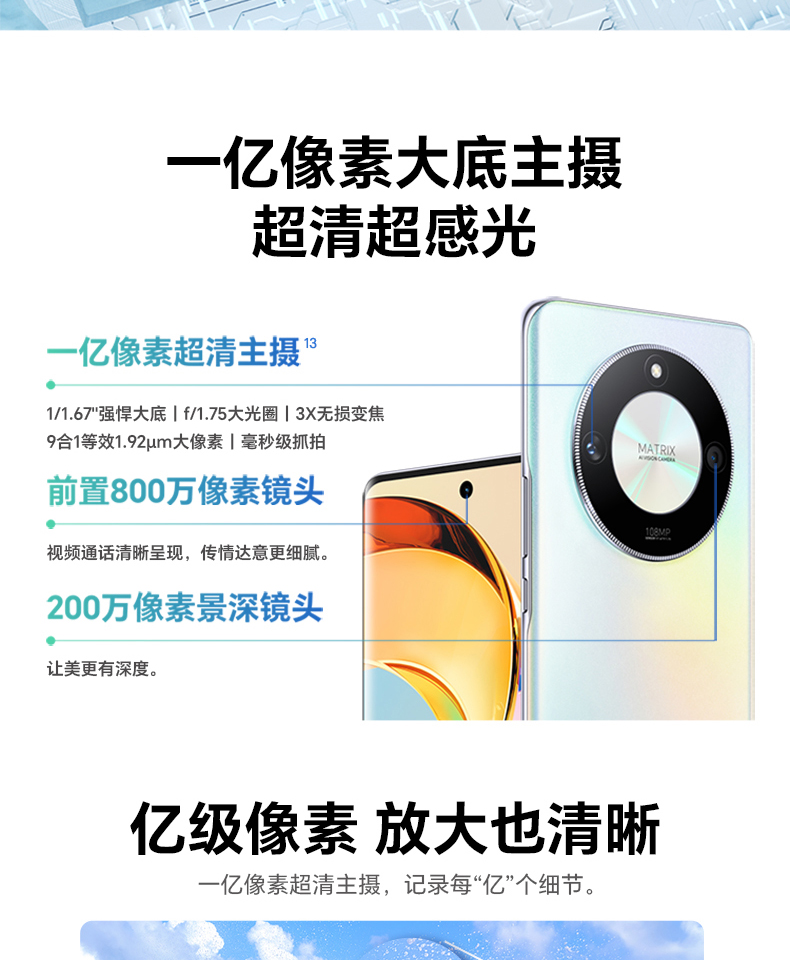 一亿像素大底主摄
超清超感光
一亿像素超清主摄13
1/1.67"强悍大底丨f/1.75大光圈丨3X无损变焦
9合1等效1.92μm大像素丨毫秒级抓拍
前置800万像素镜头
视频通话清晰呈现，传情达意更细腻。
200万像素景深镜头
让美更有深度。
MATRIX
AI VISION CAMERA
108MP
亿级像素 放大也清晰
一亿像素超清主摄，记录每“亿”个细节。